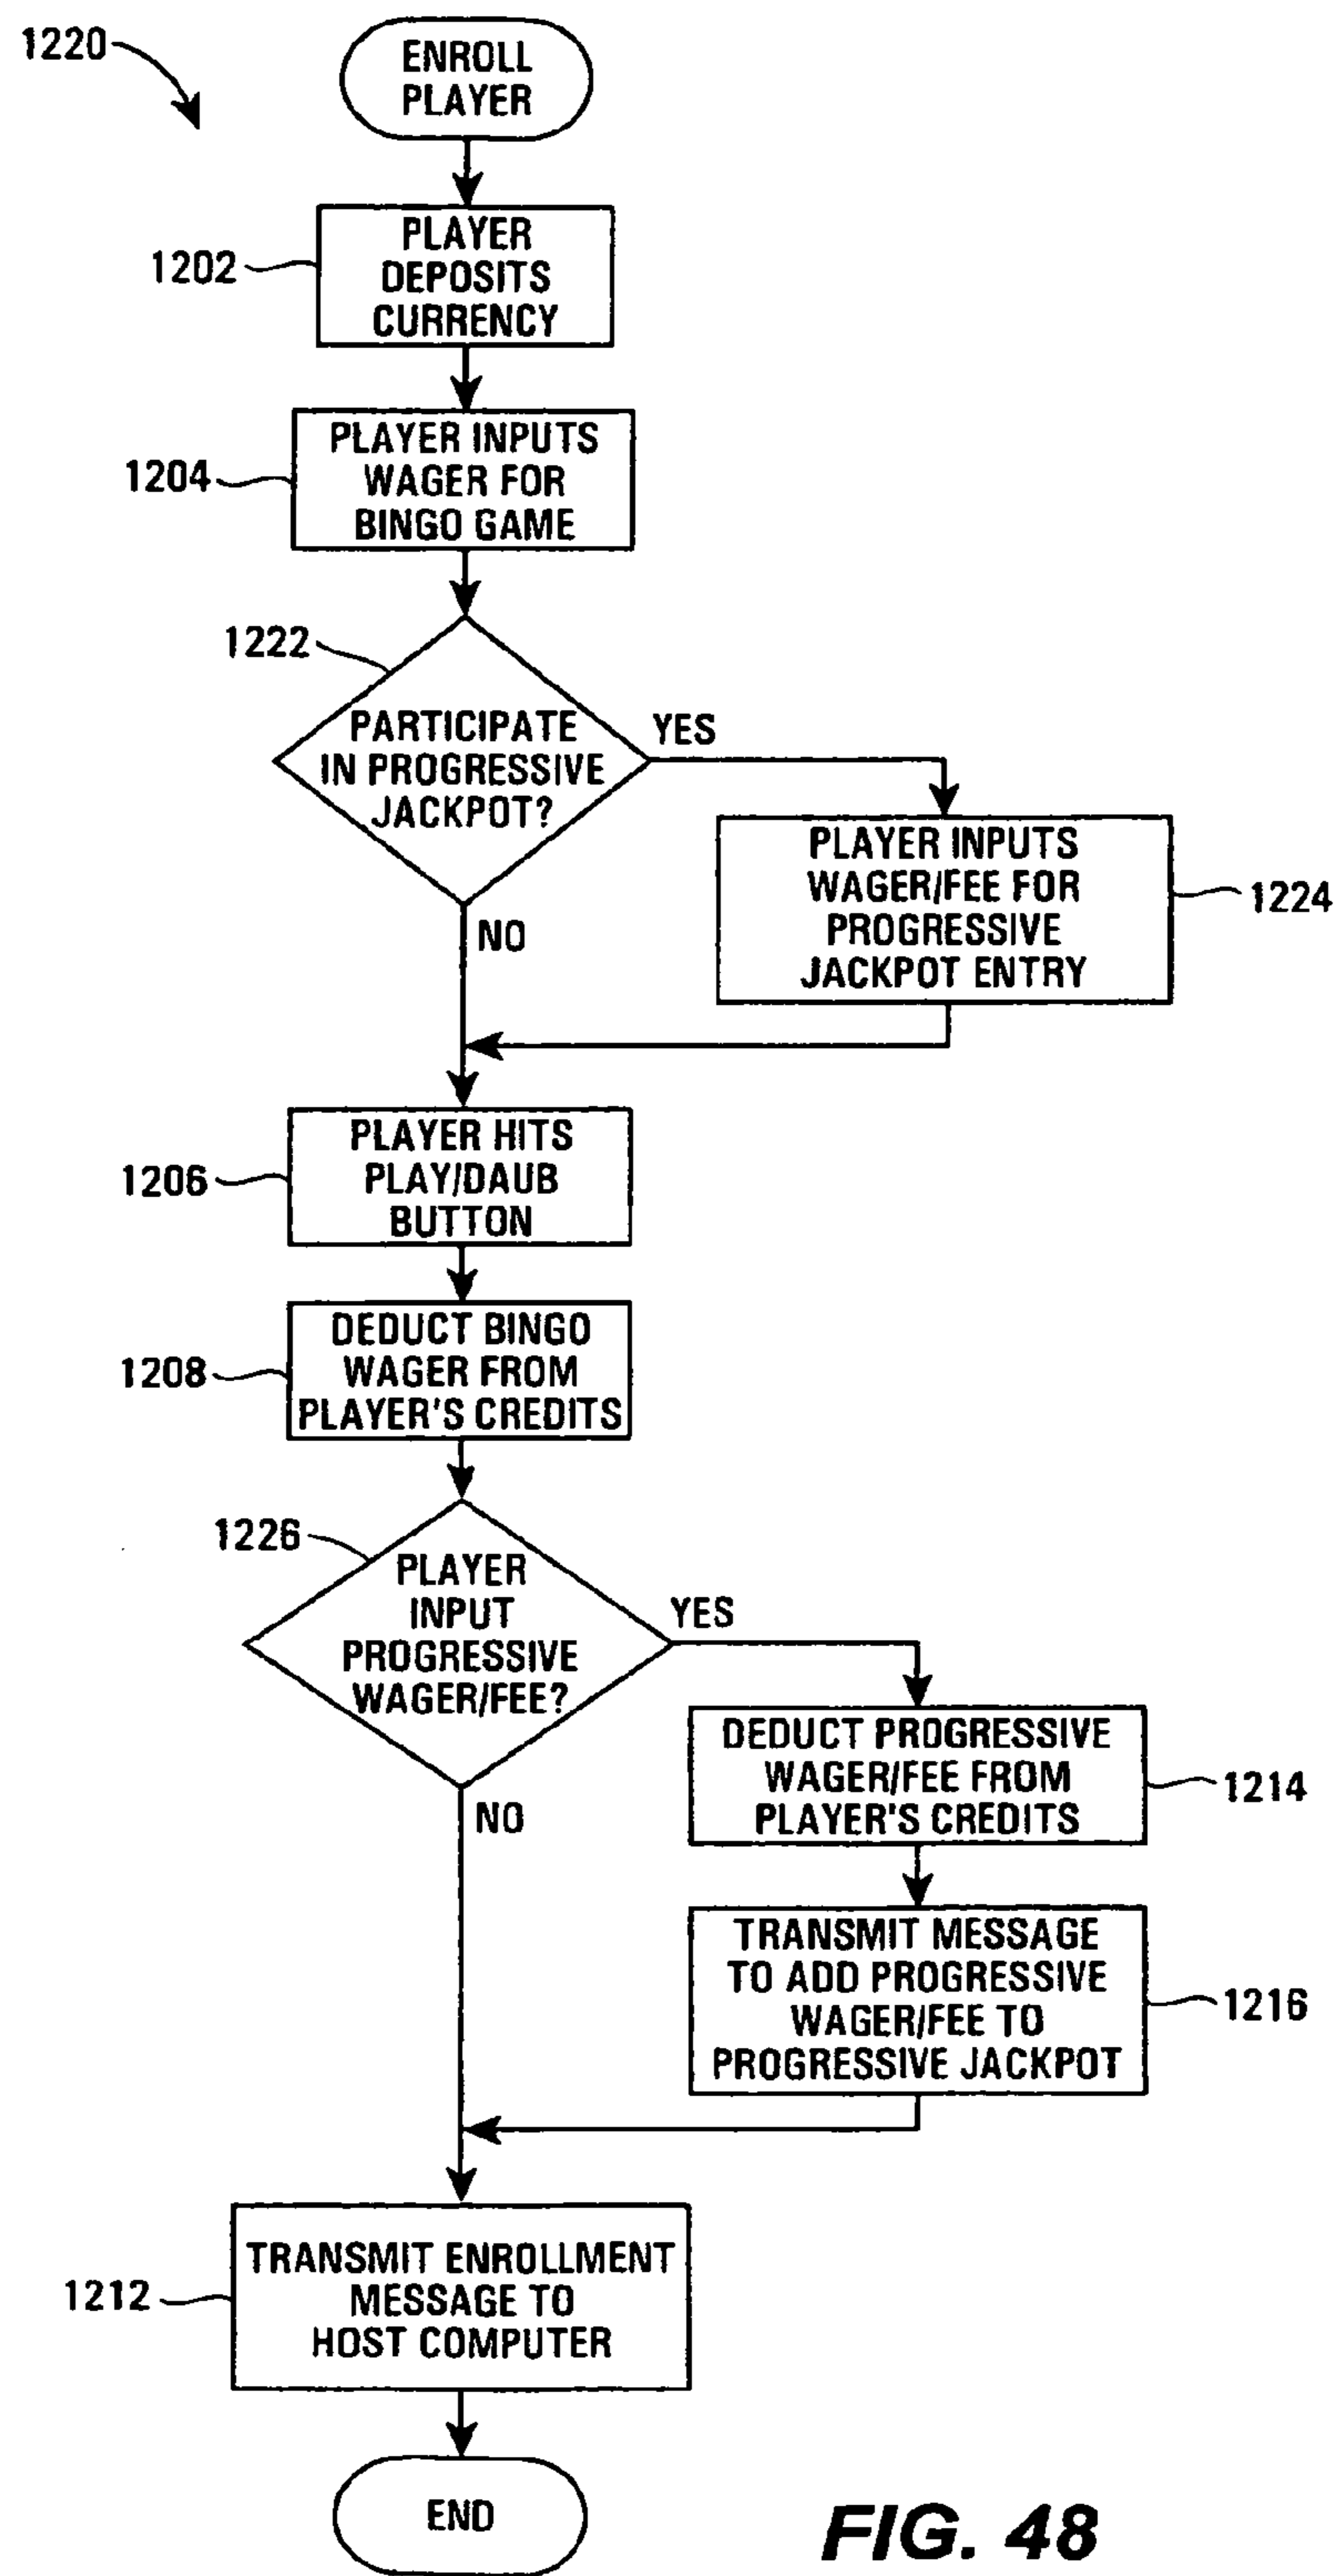 1220
ENROLL
PLAYER
PLAYER
DEPOSITS
CURRENCY
1202
PLAYER INPUTS
WAGER FOR
BINGO GAME
1204
1222
PARTICIPATE
IN PROGRESSIVE
JACKPOT?
YES
NO
PLAYER INPUTS
WAGER/FEE FOR
PROGRESSIVE
JACKPOT ENTRY
1224
PLAYER HITS
PLAY/DAUB
BUTTON
1206
DEDUCT BINGO
WAGER FROM
PLAYER'S CREDITS
1208
1226
PLAYER
INPUT
PROGRESSIVE
WAGER/FEE?
YES
NO
DEDUCT PROGRESSIVE
WAGER/FEE FROM
PLAYER'S CREDITS
1214
TRANSMIT MESSAGE
TO ADD PROGRESSIVE
WAGER/FEE TO
PROGRESSIVE JACKPOT
1216
TRANSMIT ENROLLMENT
MESSAGE TO
HOST COMPUTER
1212
END
FIG. 48